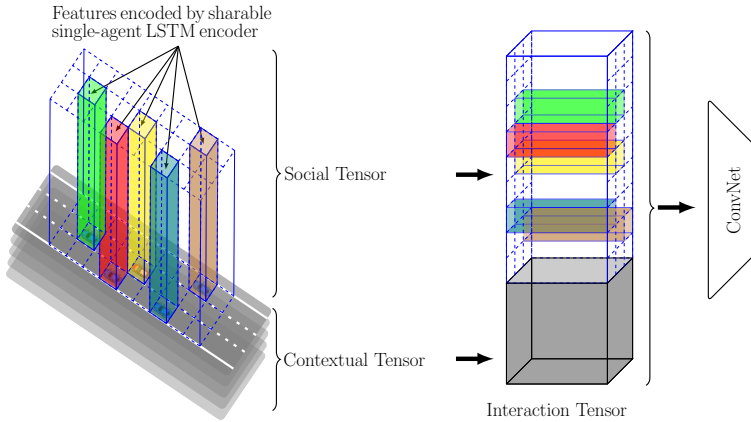 Features encoded by sharable
single-agent LSTM encoder
Social Tensor
Contextual Tensor
Interaction Tensor
ConvNet